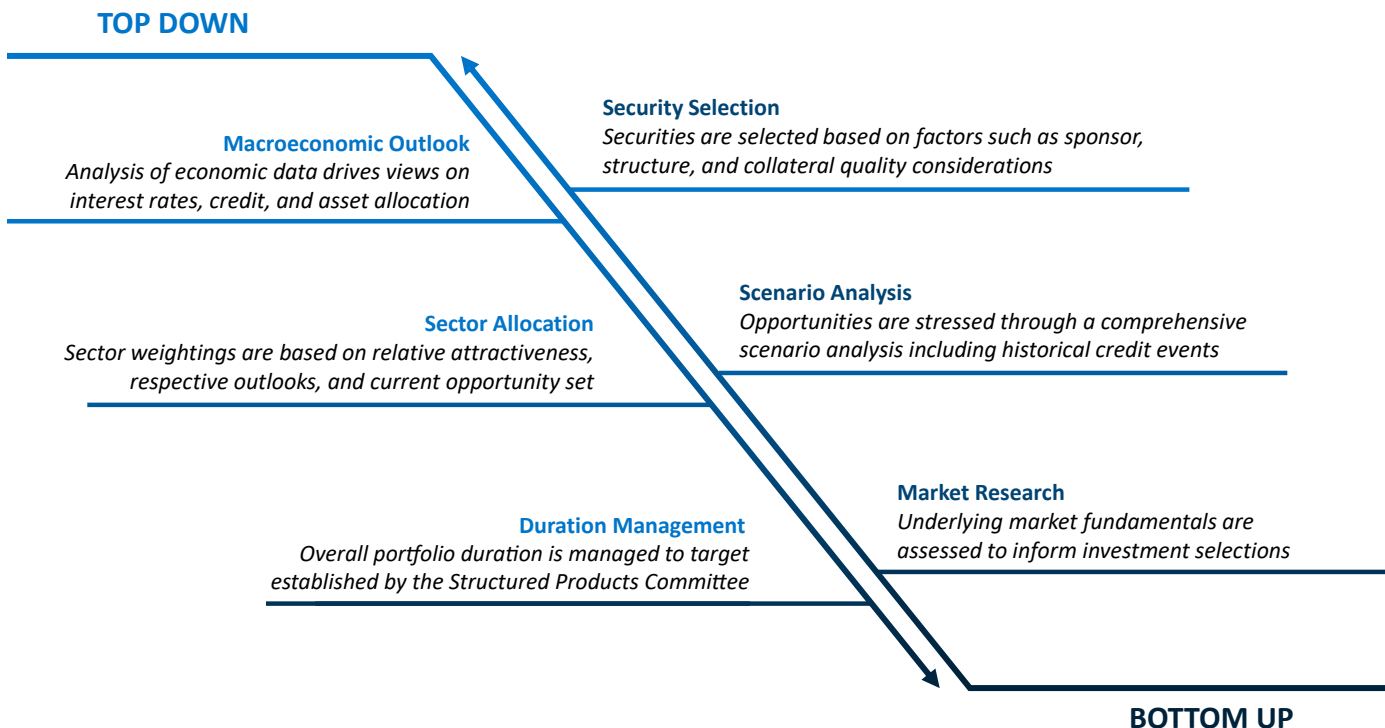 TOP DOWN
Macroeconomic Outlook
Analysis of economic data drives views on
interest rates, credit, and asset allocation
Sector Allocation
Sector weightings are based on relative attractiveness,
respective outlooks, and current opportunity set
Duration Management
Overall portfolio duration is managed to target
established by the Structured Products Committee
Security Selection
Securities are selected based on factors such as sponsor,
structure, and collateral quality considerations
Scenario Analysis
Opportunities are stressed through a comprehensive
scenario analysis including historical credit events
Market Research
Underlying market fundamentals are
assessed to inform investment selections
BOTTOM UP